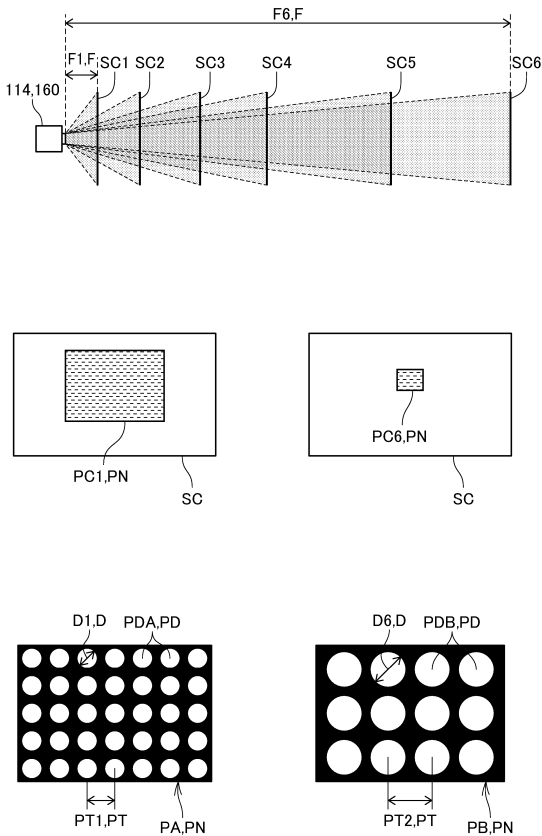 F6,F
F1,F
SC1
SC2
SC3
SC4
SC5
SC6
114,160
PC1,PN
SC
PC6,PN
SC
D1,D
PDA,PD
D6,D
PDB,PD
PT1,PT
PA,PN
PT2,PT
PB,PN